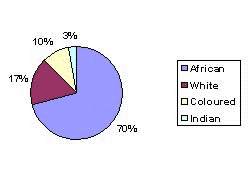 3%
10%
17%
70%
African
White
Coloured
Indian